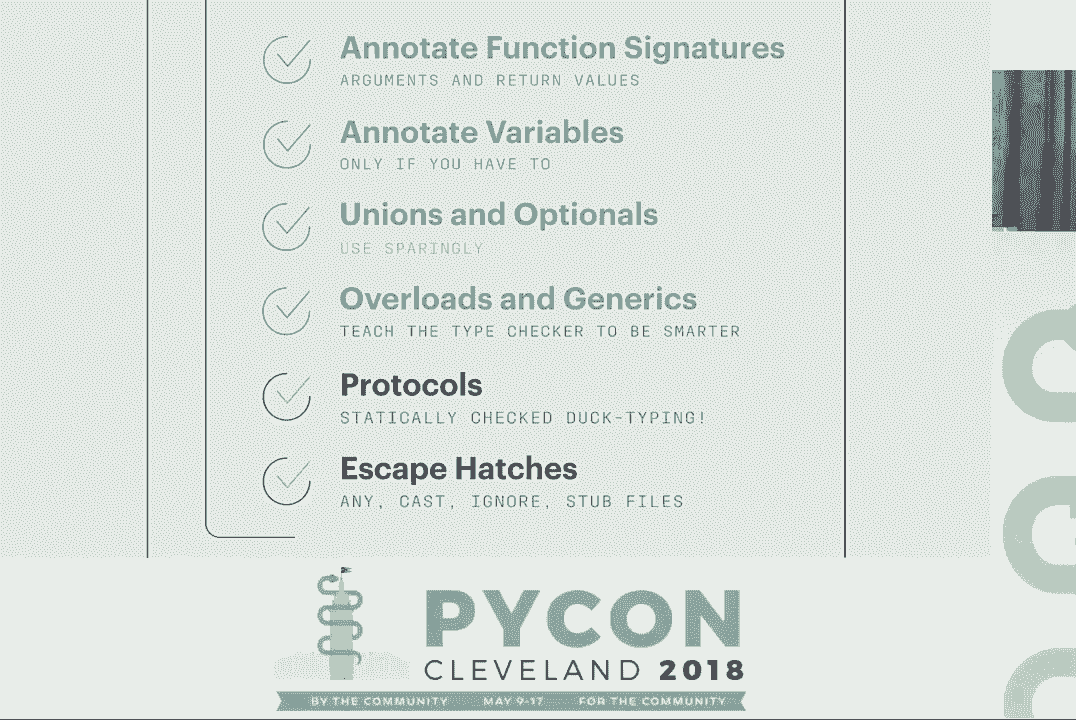 Annotate Function Signatures
ARGUMENTS AND RETURN VALUES
Annotate Variables
ONLY IF YOU HAVE TO
Unions and Optionals
USE SPARINGLY
Overloads and Generics
TEACH THE TYPE CHECKER TO BE SMARTER
Protocols
STATICALLY CHECKED DUCK-TYPING!
Escape Hatches
ANY, CAST, IGNORE, STUB FILES
PYCON
CLEVELAND 2018
BY THE COMMUNITY MAY 9-17 FOR THE COMMUNITY